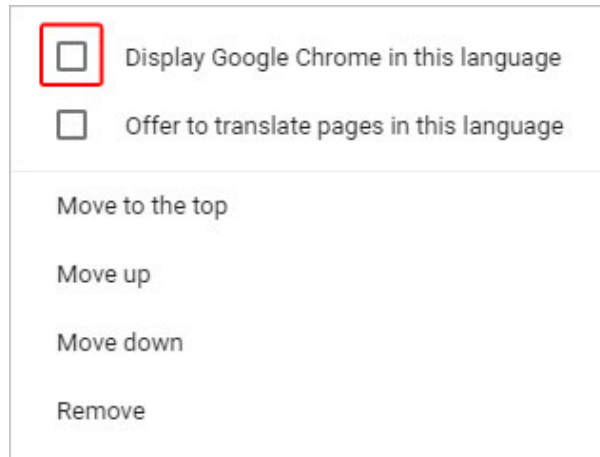 Display Google Chrome in this language
Offer to translate pages in this language
Move to the top
Move up
Move down
Remove